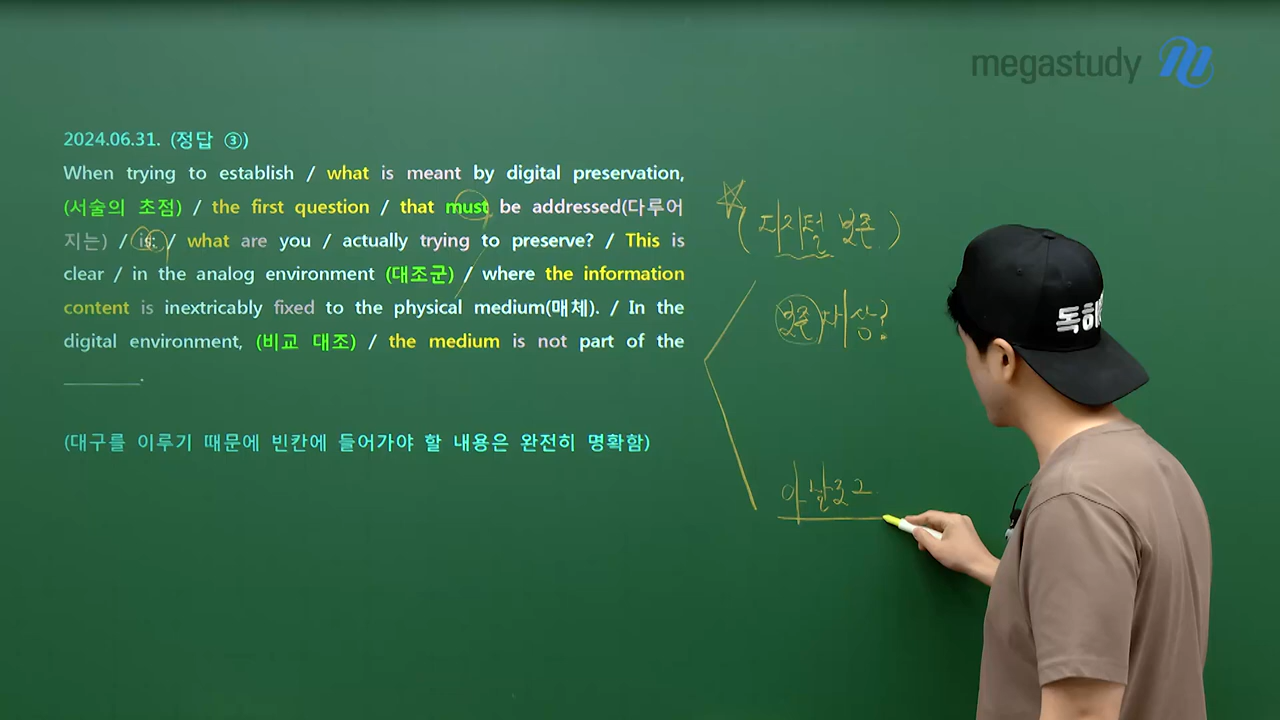 megastudy
2024.06.31. (정답 ③)
When trying to establish / what is meant by digital preservation,
(서술의 초점) / the first question / that must be addressed(다루어
지는) / is: / what are you / actually trying to preserve? / This is
clear / in the analog environment (대조군) / where the information
content is inextricably fixed to the physical medium(매체). / In the
digital environment, (비교 대조) / the medium is not part of the
__________.
(대구를 이루기 때문에 빈칸에 들어가야 할 내용은 완전히 명확함)
(디지털 보존)
보존 대상?
아날로그
독하